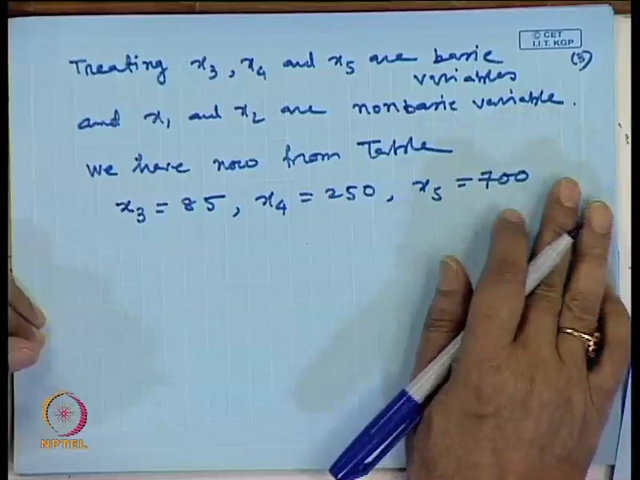 © CET
I.I.T. KGP
(5)
Treating x₃, x₄ and x₅ are basic
variables
and x₁ and x₂ are nonbasic variable.
We have now from Table
x₃ = 85, x₄ = 250, x₅ = 700
NPTEL